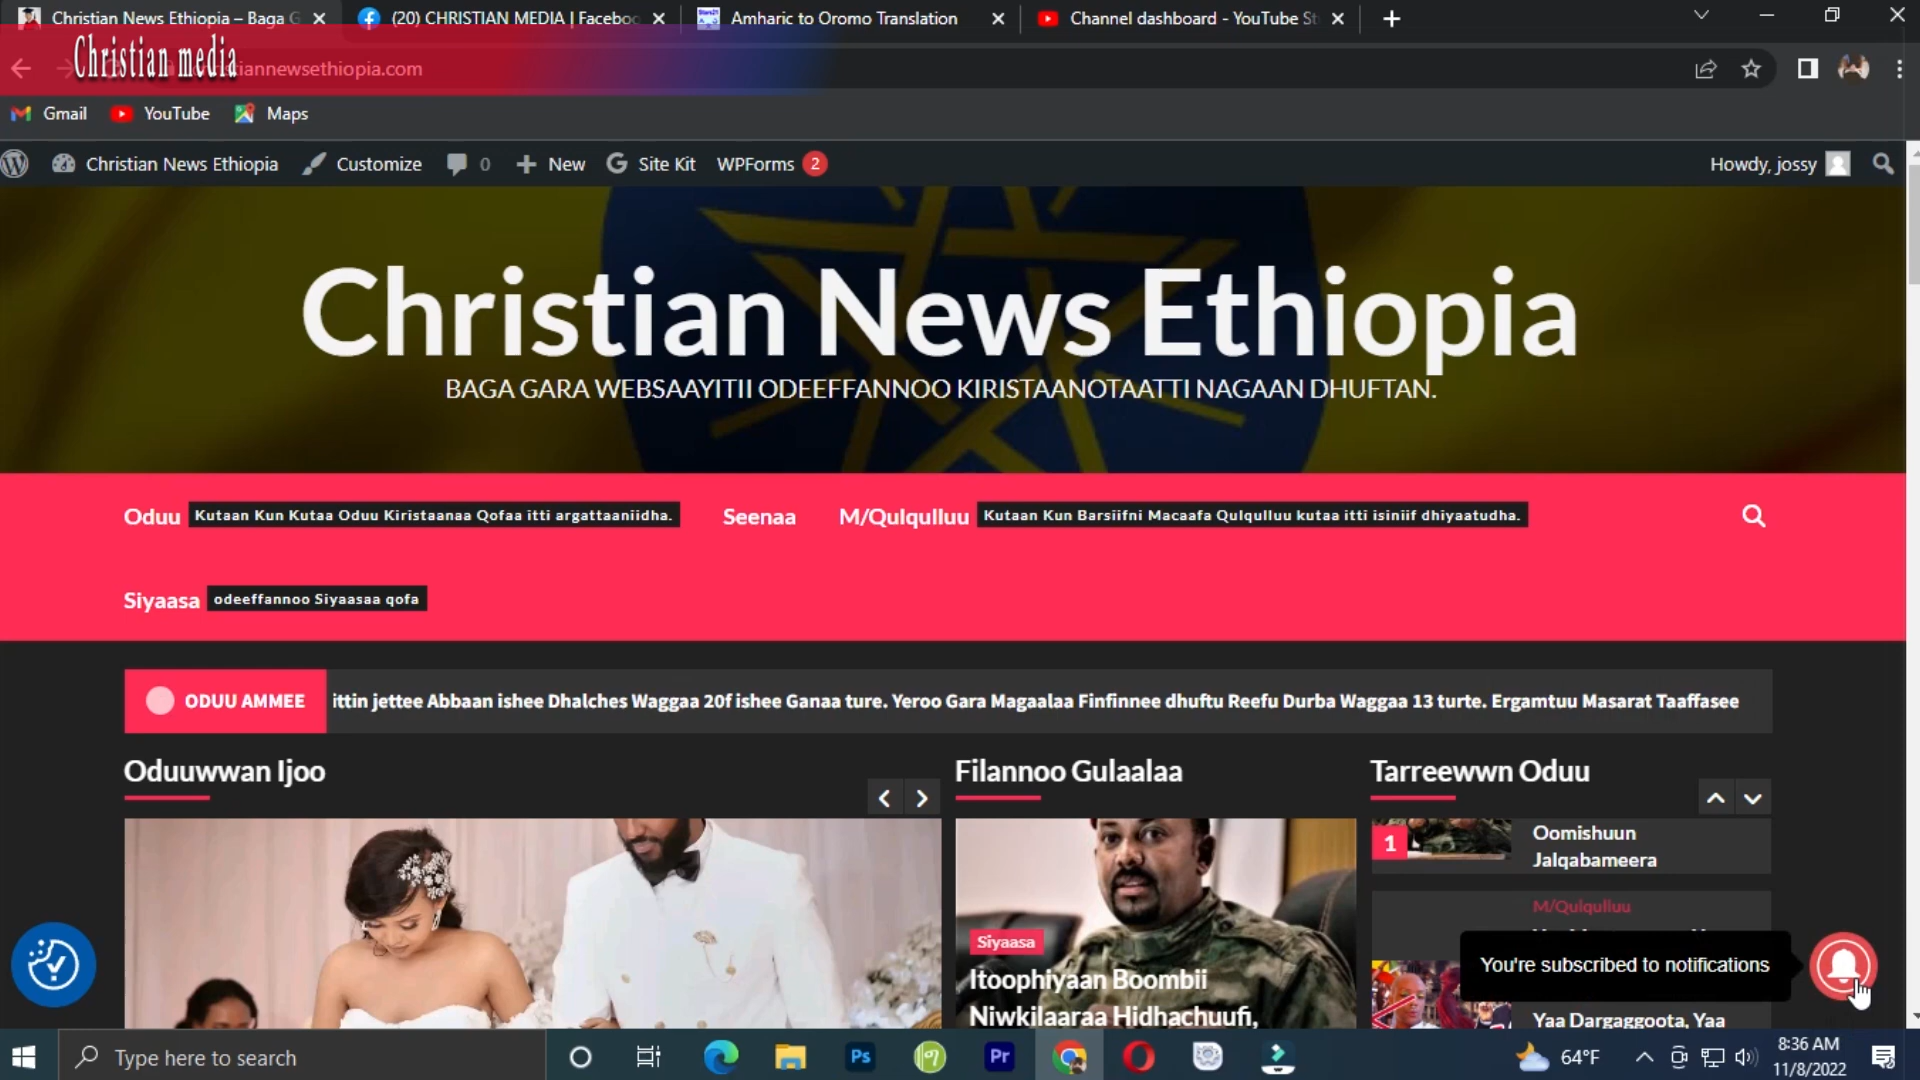 Christian News Ethiopia – Baga G
(20) CHRISTIAN MEDIA | Faceboo
Amharic to Oromo Translation
Channel dashboard - YouTube St
Christian media
iannewsethiopia.com
Gmail
YouTube
Maps
Christian News Ethiopia
Customize
0
New
Site Kit
WPForms 2
Howdy, jossy
Christian News Ethiopia
BAGA GARA WEBSAAYITII ODEEFFANNOO KIRISTAANOTAATTI NAGAAN DHUFTAN.
Oduu Kutaan Kun Kutaa Oduu Kiristaanaa Qofaa itti argattaaniidha.
Seenaa
M/Qulqulluu Kutaan Kun Barsiifni Macaafa Qulqulluu kutaa itti isiniif dhiyaatudha.
Siyaasa odeeffannoo Siyaasaa qofa
ODUU AMMEE
ittin jettee Abbaan ishee Dhalches Waggaa 20f ishee Ganaa ture. Yeroo Gara Magaalaa Finfinnee dhuftu Reefu Durba Waggaa 13 turte. Ergamtuu Masarat Taaffasee
Oduuwwan Ijoo
Filannoo Gulaalaa
Siyaasa
Itoophiyaan Boombii
Niwkilaaraa Hidhachuufi,
Tarreewwn Oduu
1
Oomishuun
Jalqabameera
M/Qulqulluu
You're subscribed to notifications
Yaa Dargaggoota, Yaa
Type here to search
Ps
Pr
64°F
8:36 AM
11/8/2022